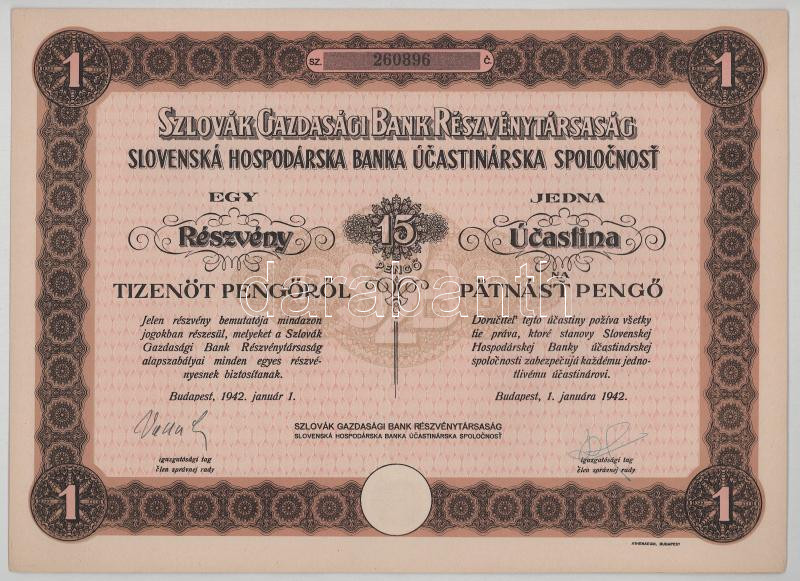 1
SZ. 260896 Č.
1
SZLOVÁK GAZDASÁGI BANK RÉSZVÉNYTÁRSASÁG
SLOVENSKÁ HOSPODÁRSKA BANKA ÚČASTINÁRSKA SPOLOČNOSŤ
EGY
Részvény
TIZENÖT PENGŐRŐL
Jelen részvény bemutatója mindazon
jogokban részesül, melyeket a Szlovák
Gazdasági Bank Részvénytársaság
alapszabályai minden egyes részvé-
nyesnek biztosítanak.
Budapest, 1942. január 1.
15
PENGŐ
JEDNA
Účastina
NA
PÄTNÁSŤ PENGŐ
Doručiteľ tejto účastiny požíva všetky
tie práva, ktoré stanovy Slovenskej
Hospodárskej Banky účastinárskej
spoločnosti zabezpečujú každému jedno-
tlivému účastinárovi.
Budapest, 1. januára 1942.
SZLOVÁK GAZDASÁGI BANK RÉSZVÉNYTÁRSASÁG
SLOVENSKÁ HOSPODÁRSKA BANKA ÚČASTINÁRSKA SPOLOČNOSŤ
igazgatósági tag
člen správnej rady
igazgatósági tag
člen správnej rady
1
1
ATHENAEUM, BUDAPEST
darabanth